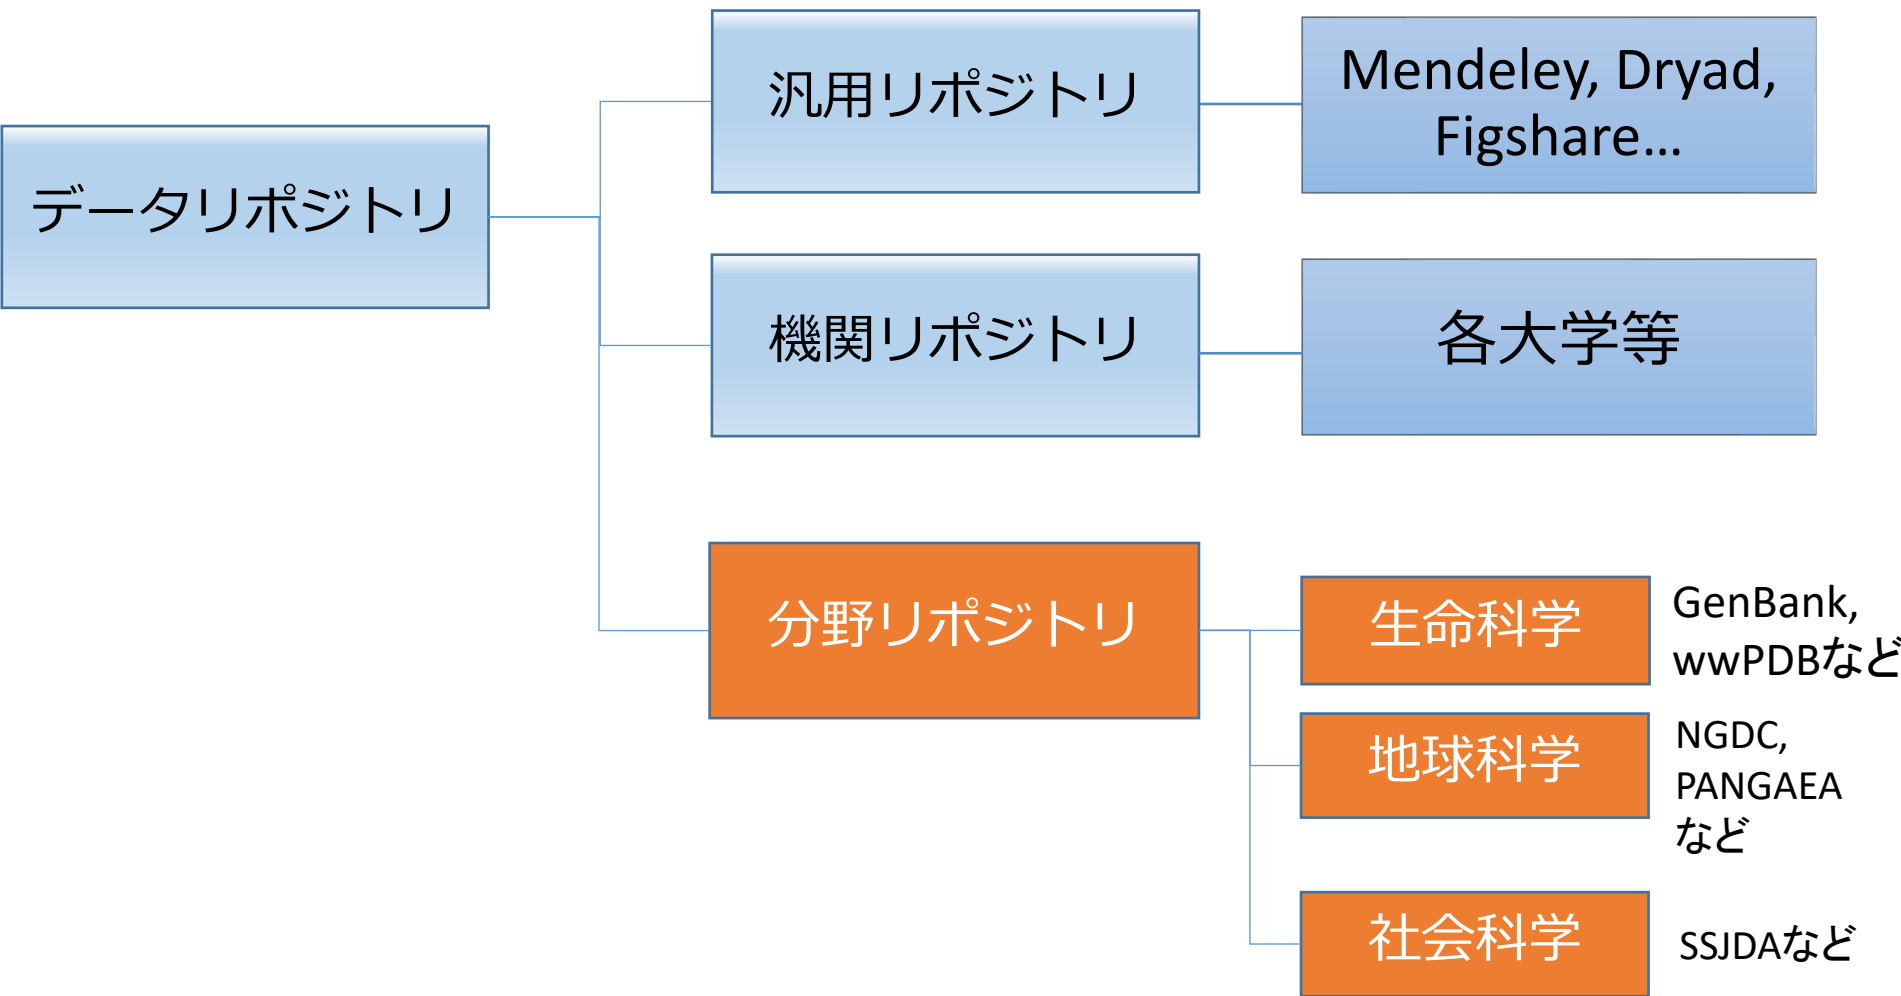 データリポジトリ
汎用リポジトリ
Mendeley, Dryad,
Figshare...
機関リポジトリ
各大学等
分野リポジトリ
生命科学
GenBank,
wwPDBなど
地球科学
NGDC,
PANGAEA
など
社会科学
SSJDAなど